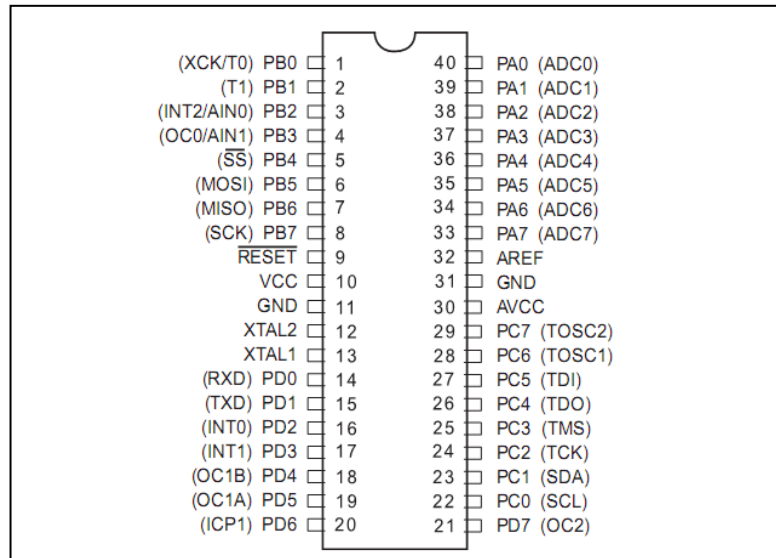 (XCK/T0) PB0 1 40 PA0 (ADC0)
(T1) PB1 2 39 PA1 (ADC1)
(INT2/AIN0) PB2 3 38 PA2 (ADC2)
(OC0/AIN1) PB3 4 37 PA3 (ADC3)
(S̅S̅) PB4 5 36 PA4 (ADC4)
(MOSI) PB5 6 35 PA5 (ADC5)
(MISO) PB6 7 34 PA6 (ADC6)
(SCK) PB7 8 33 PA7 (ADC7)
R̅E̅S̅E̅T̅ 9 32 AREF
VCC 10 31 GND
GND 11 30 AVCC
XTAL2 12 29 PC7 (TOSC2)
XTAL1 13 28 PC6 (TOSC1)
(RXD) PD0 14 27 PC5 (TDI)
(TXD) PD1 15 26 PC4 (TDO)
(INT0) PD2 16 25 PC3 (TMS)
(INT1) PD3 17 24 PC2 (TCK)
(OC1B) PD4 18 23 PC1 (SDA)
(OC1A) PD5 19 22 PC0 (SCL)
(ICP1) PD6 20 21 PD7 (OC2)